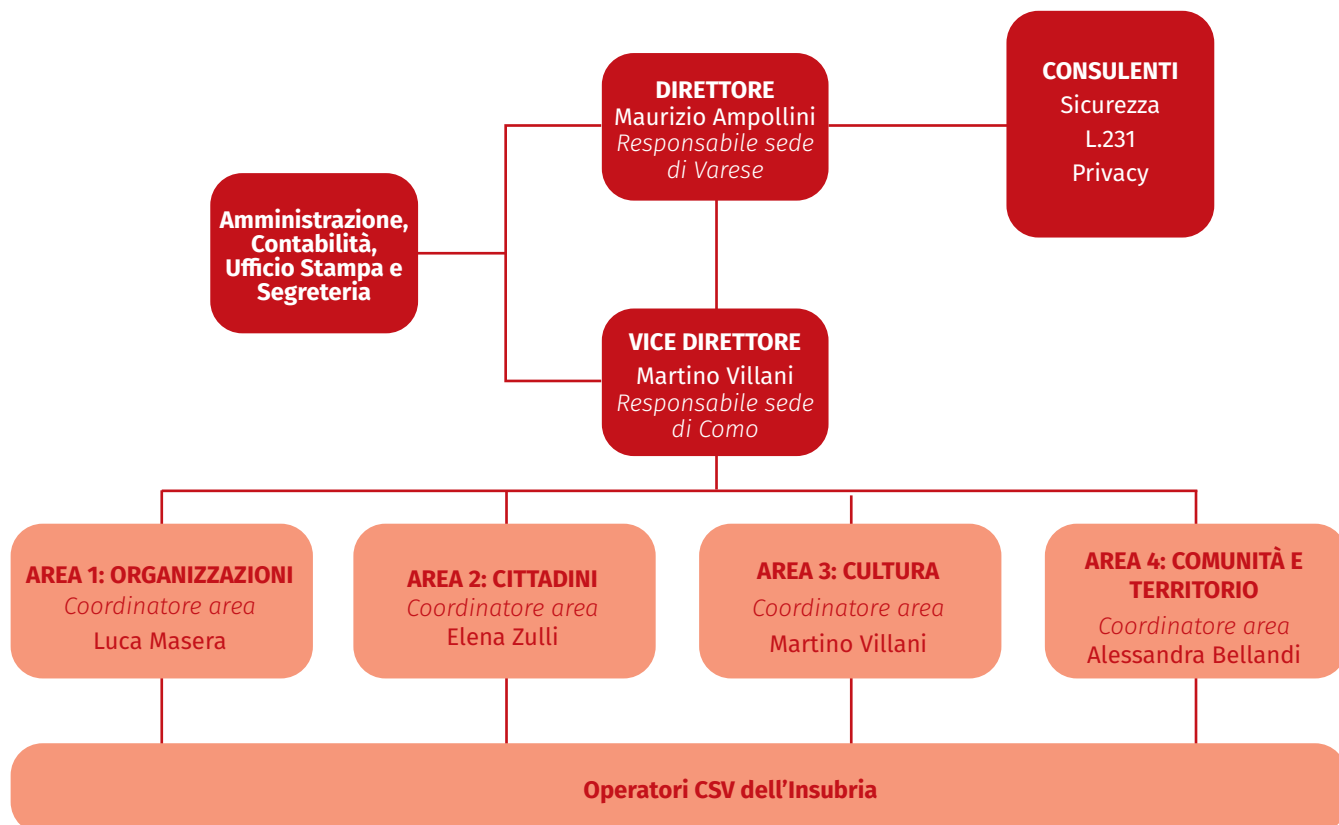 DIRETTORE
Maurizio Ampollini
Responsabile sede
di Varese
CONSULENTI
Sicurezza
L.231
Privacy
Amministrazione,
Contabilità,
Ufficio Stampa e
Segreteria
VICE DIRETTORE
Martino Villani
Responsabile sede
di Como
AREA 1: ORGANIZZAZIONI
Coordinatore area
Luca Masera
AREA 2: CITTADINI
Coordinatore area
Elena Zulli
AREA 3: CULTURA
Coordinatore area
Martino Villani
AREA 4: COMUNITÀ E
TERRITORIO
Coordinatore area
Alessandra Bellandi
Operatori CSV dell’Insubria